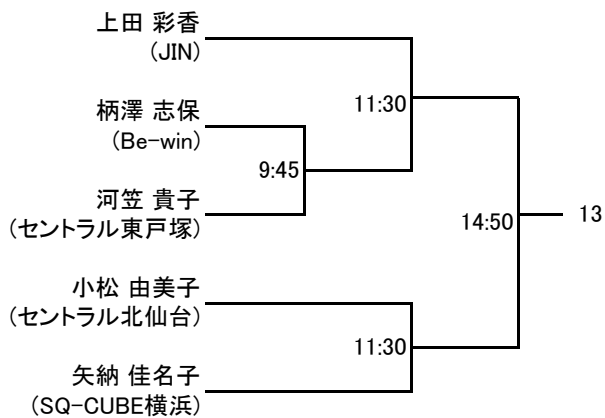 上田 彩香
(JIN)
11:30
柄澤 志保
(Be-win)
9:45
河笠 貴子
(セントラル東戸塚)
14:50
13
小松 由美子
(セントラル北仙台)
11:30
矢納 佳名子
(SQ-CUBE横浜)